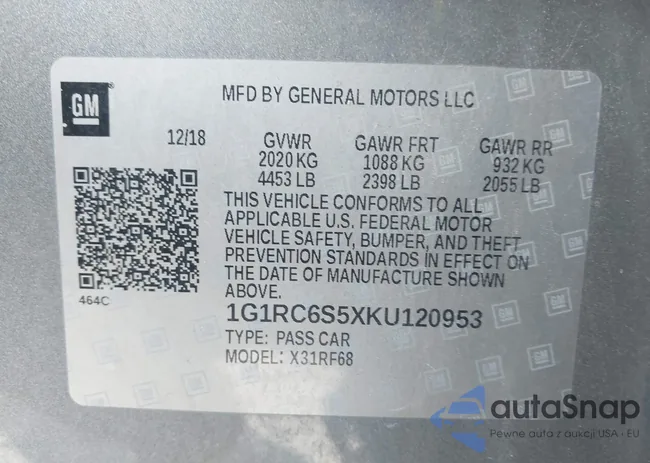 GM
MFD BY GENERAL MOTORS LLC
12/18 GVWR GAWR FRT GAWR RR
2020 KG 1088 KG 932 KG
4453 LB 2398 LB 2055 LB
THIS VEHICLE CONFORMS TO ALL
APPLICABLE U.S. FEDERAL MOTOR
VEHICLE SAFETY, BUMPER, AND THEFT
PREVENTION STANDARDS IN EFFECT ON
THE DATE OF MANUFACTURE SHOWN
ABOVE.
464C
1G1RC6S5XKU120953
TYPE: PASS CAR
MODEL: X31RF68
autaSnap
Pewne auta z aukcji USA • EU